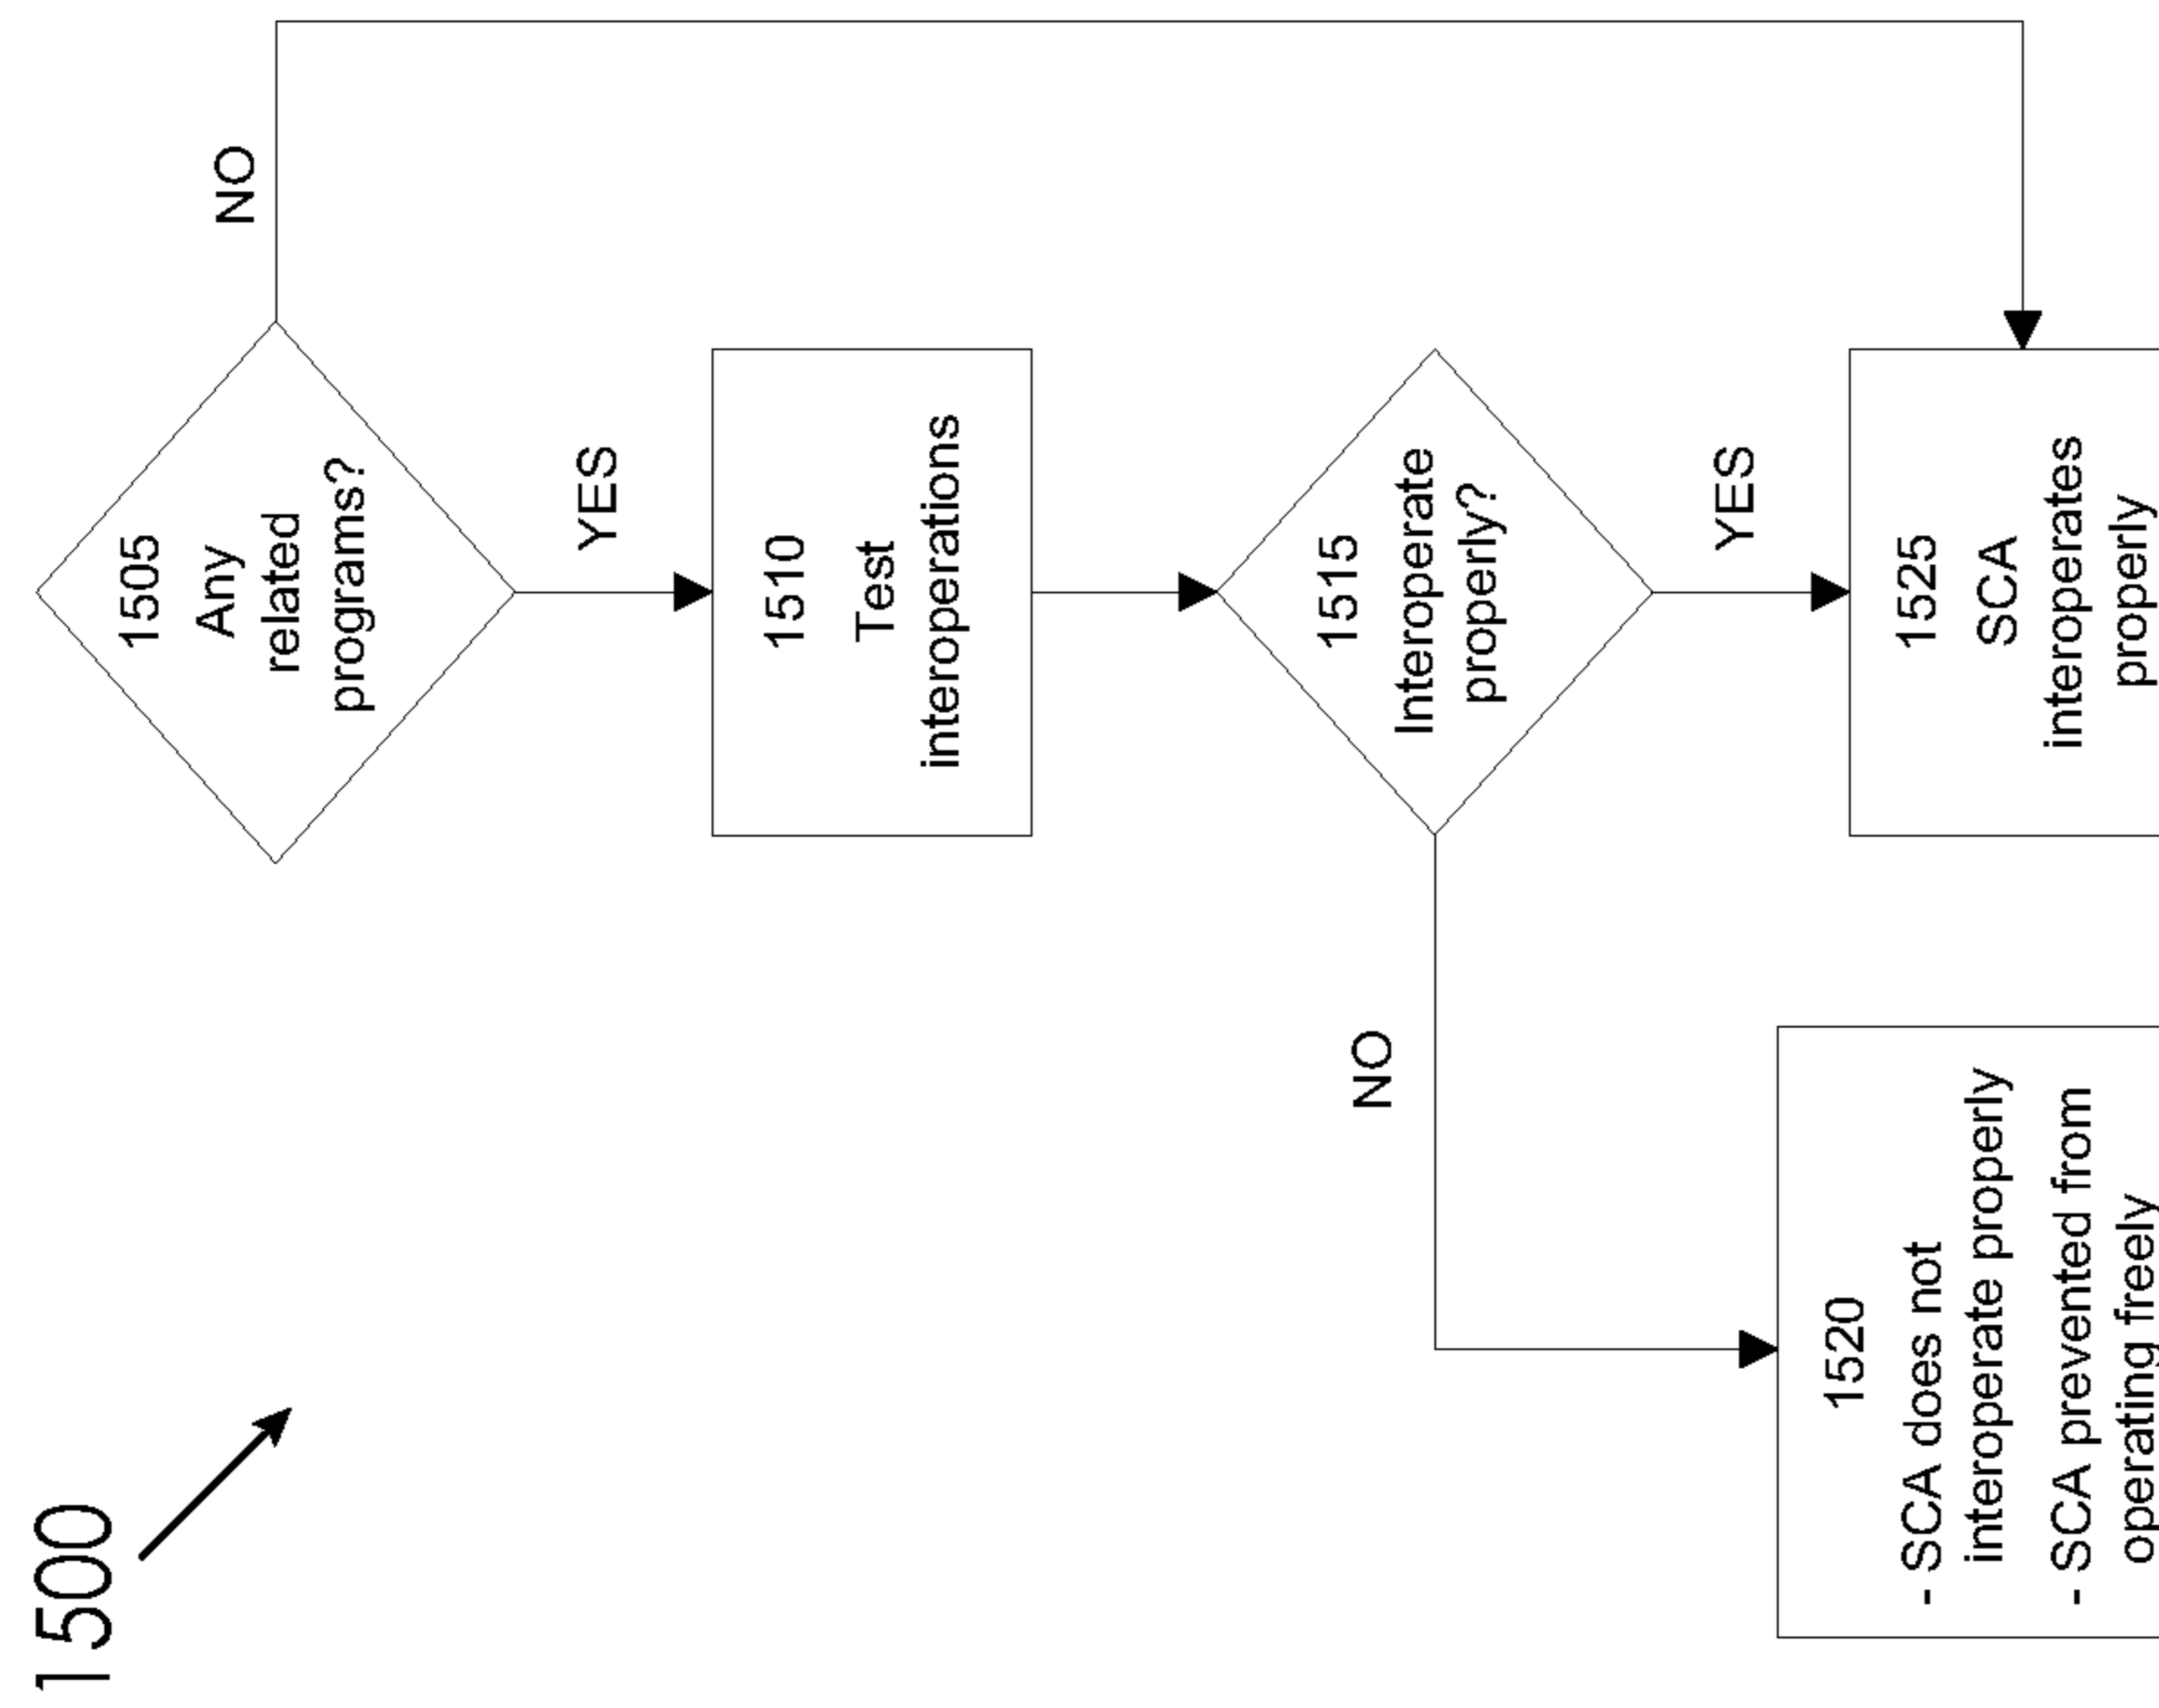 1500
1505
Any
related
programs?
NO
YES
1510
Test
interoperations
1515
Interoperate
properly?
NO
YES
1520
- SCA does not
interoperate properly
- SCA prevented from
operating freely
1525
SCA
interoperates
properly